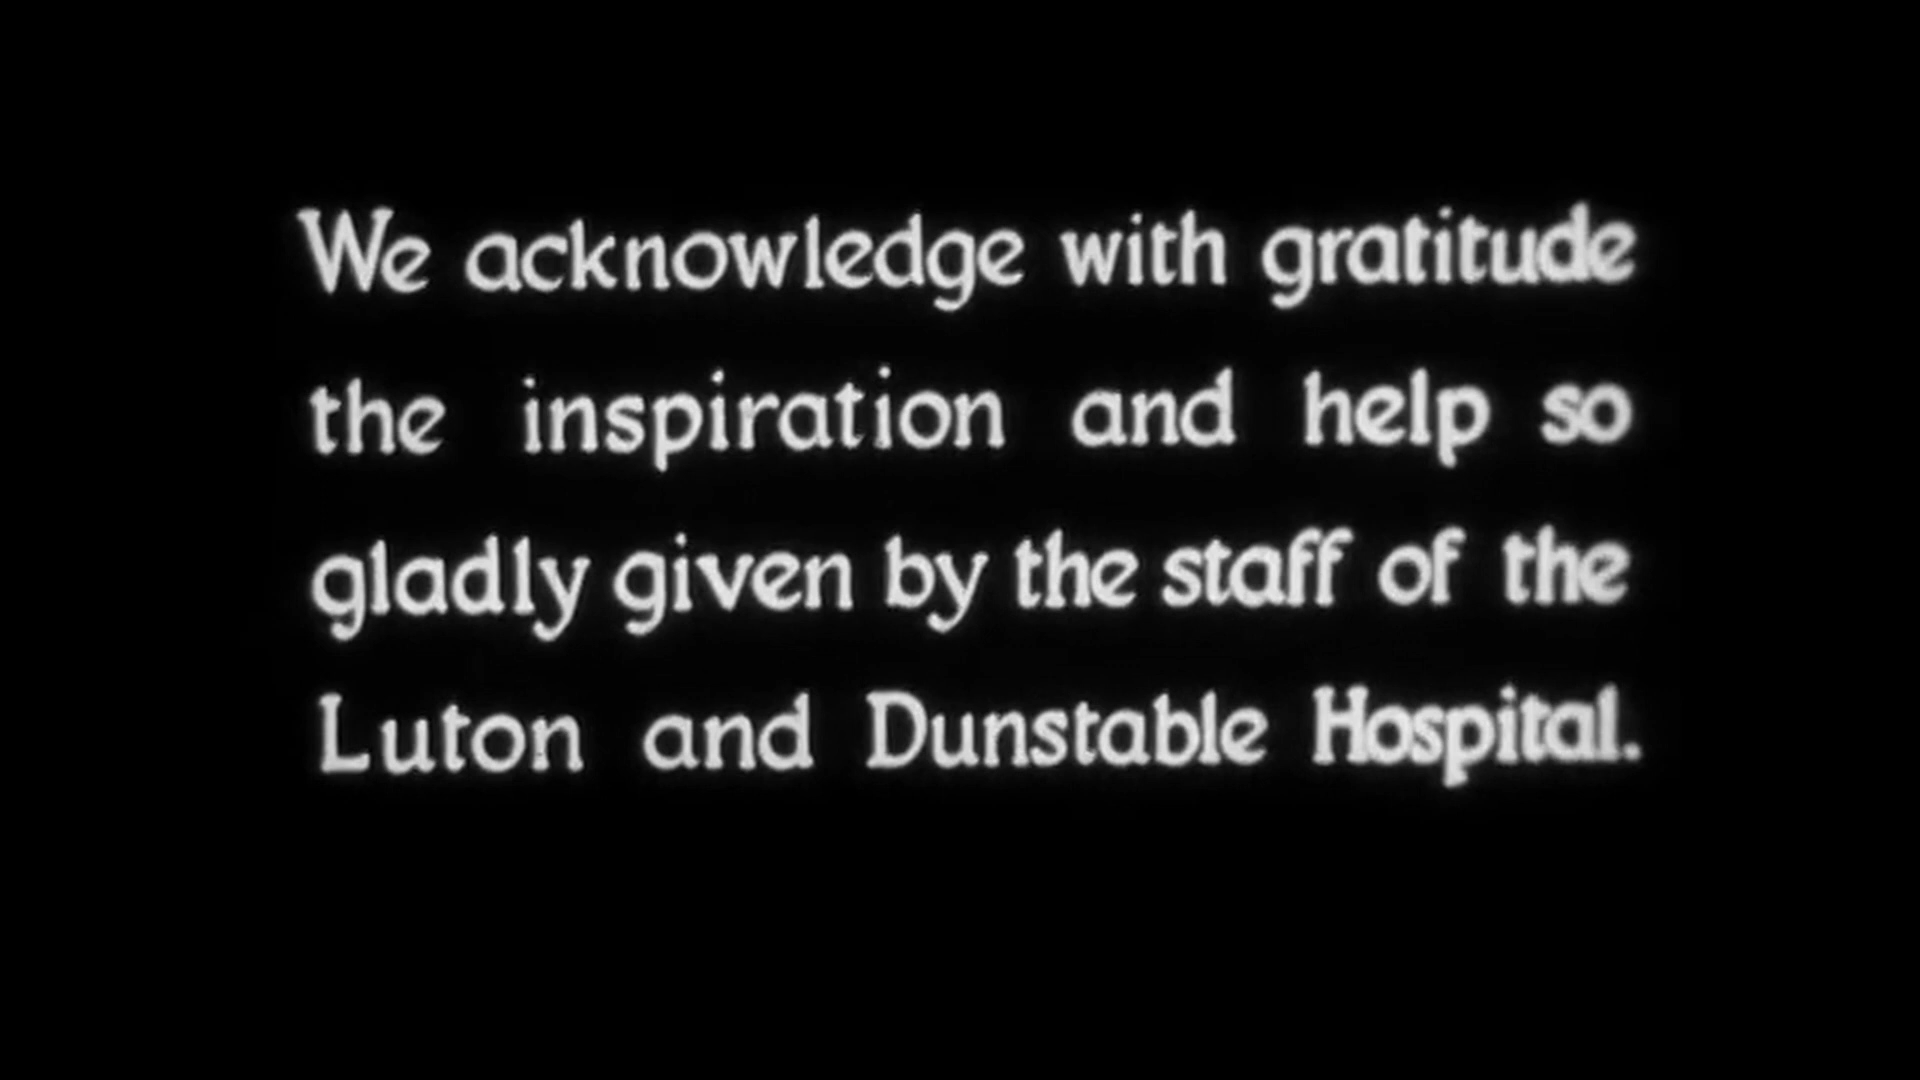 We acknowledge with gratitude
the inspiration and help so
gladly given by the staff of the
Luton and Dunstable Hospital.